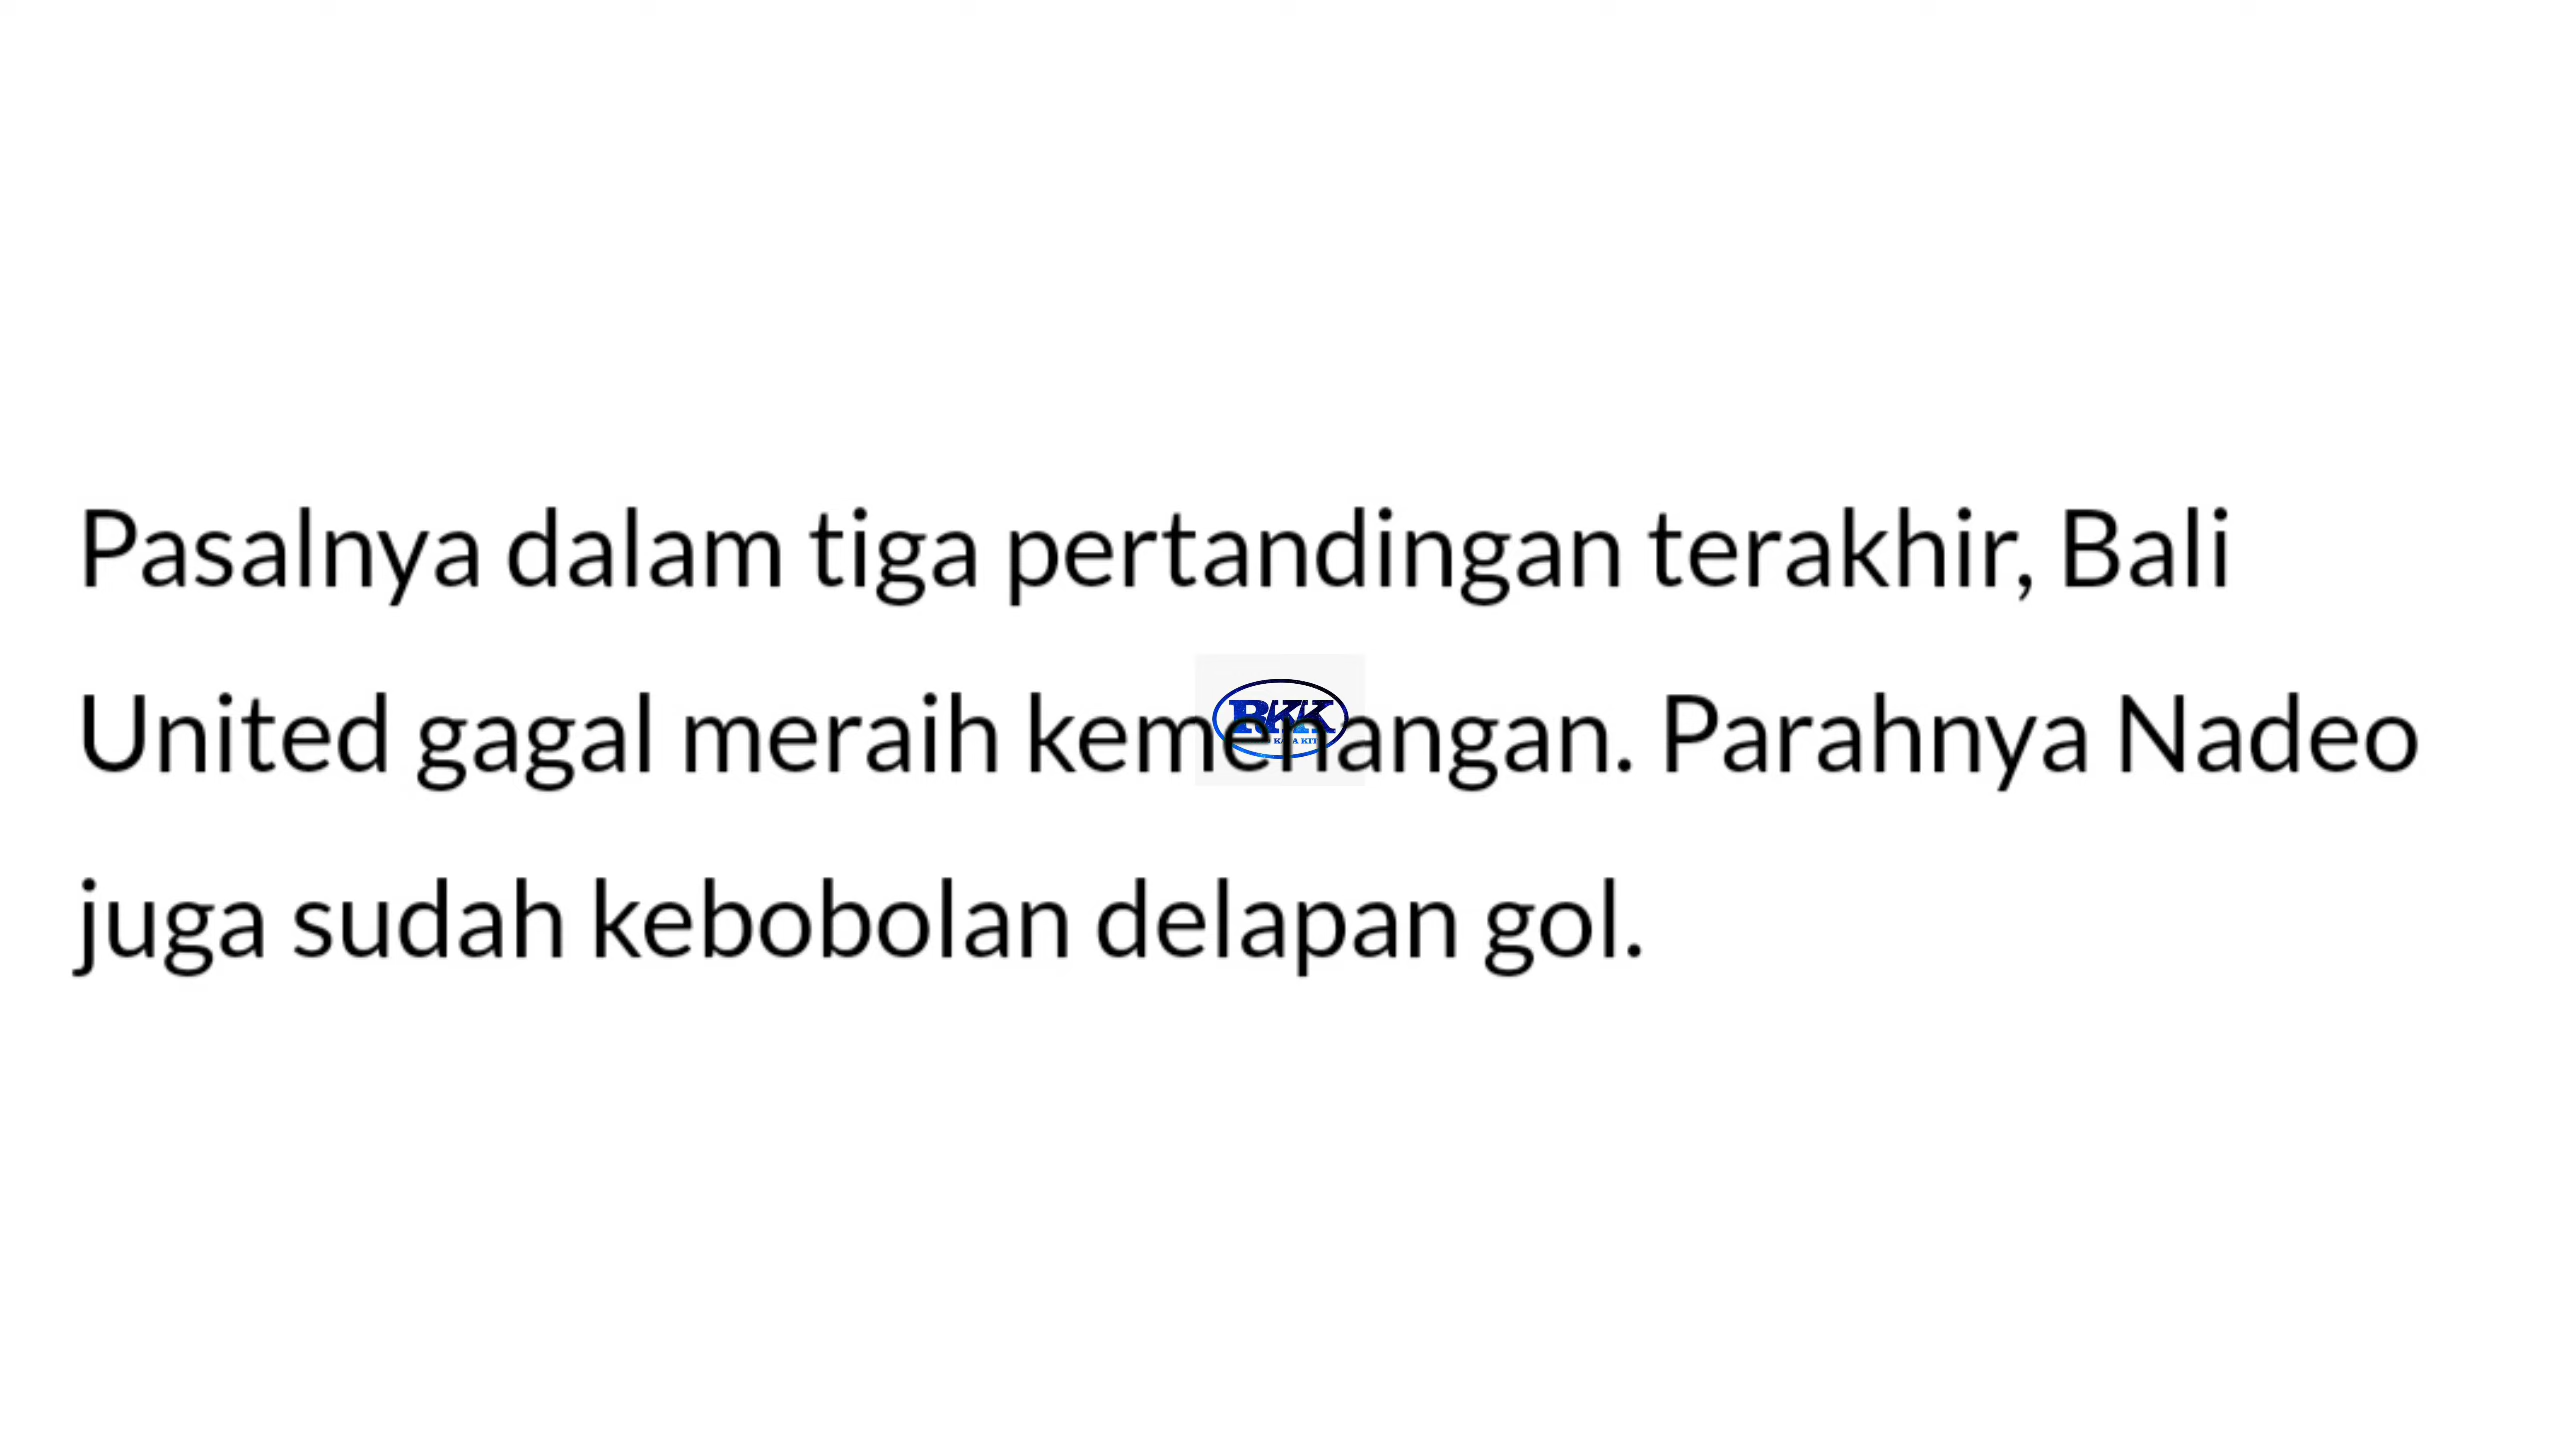 Pasalnya dalam tiga pertandingan terakhir, Bali
United gagal meraih kemenangan. Parahnya Nadeo
juga sudah kebobolan delapan gol.